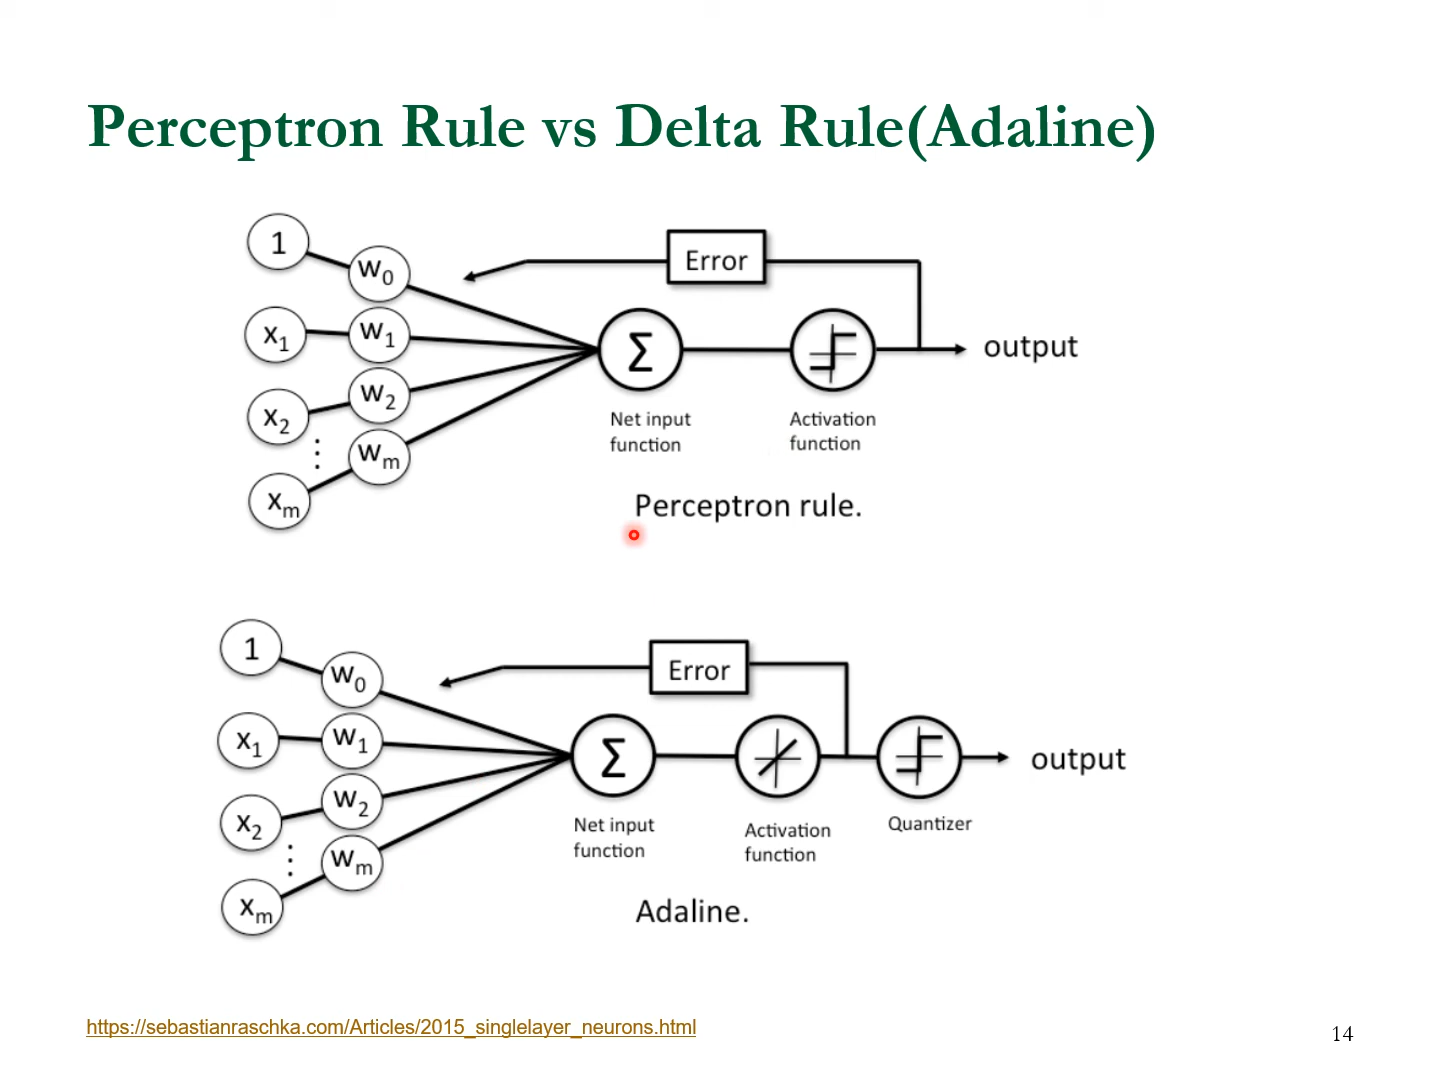 Perceptron Rule vs Delta Rule(Adaline)
1
w0
Error
x1
w1
Σ
output
x2
w2
Net input
function
Activation
function
⋮
wm
xm
Perceptron rule.
1
w0
Error
x1
w1
Σ
output
x2
w2
Net input
function
Activation
function
Quantizer
⋮
wm
xm
Adaline.
https://sebastianraschka.com/Articles/2015_singlelayer_neurons.html
14